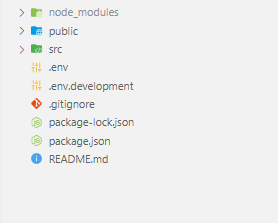 node_modules
public
src
.env
.env.development
.gitignore
package-lock.json
package.json
README.md